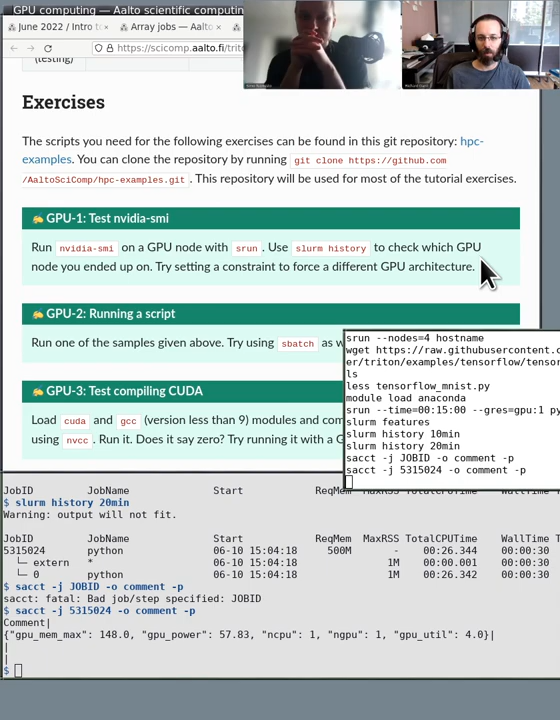 GPU computing — Aalto scientific computing
June 2022 / Intro t
Array jobs — Aalto
https://scicomp.aalto.fi/trit
(testing)
Exercises
The scripts you need for the following exercises can be found in this git repository: hpc-
examples. You can clone the repository by running git clone https://github.com
/AaltoSciComp/hpc-examples.git . This repository will be used for most of the tutorial exercises.
GPU-1: Test nvidia-smi
Run nvidia-smi on a GPU node with srun . Use slurm history to check which GPU
node you ended up on. Try setting a constraint to force a different GPU architecture.
GPU-2: Running a script
Run one of the samples given above. Try using sbatch as w
GPU-3: Test compiling CUDA
Load cuda and gcc (version less than 9) modules and com
using nvcc . Run it. Does it say zero? Try running it with a G
srun --nodes=4 hostname
wget https://raw.githubusercontent.c
er/triton/examples/tensorflow/tensor
ls
less tensorflow_mnist.py
module load anaconda
srun --time=00:15:00 --gres=gpu:1 py
slurm features
slurm history 10min
slurm history 20min
sacct -j JOBID -o comment -p
sacct -j 5315024 -o comment -p
JobID JobName Start ReqMem MaxRSS TotalCPUTime WallTime T
$ slurm history 20min
Warning: output will not fit.
JobID JobName Start ReqMem MaxRSS TotalCPUTime WallTime T
5315024 python 06-10 15:04:18 500M - 00:26.344 00:00:30
└─ extern * 06-10 15:04:18 1M 00:00.001 00:00:30
└─ 0 python 06-10 15:04:18 1M 00:26.342 00:00:30
$ sacct -j JOBID -o comment -p
sacct: fatal: Bad job/step specified: JOBID
$ sacct -j 5315024 -o comment -p
Comment|
{"gpu_mem_max": 148.0, "gpu_power": 57.83, "ncpu": 1, "ngpu": 1, "gpu_util": 4.0}|
|
|
$